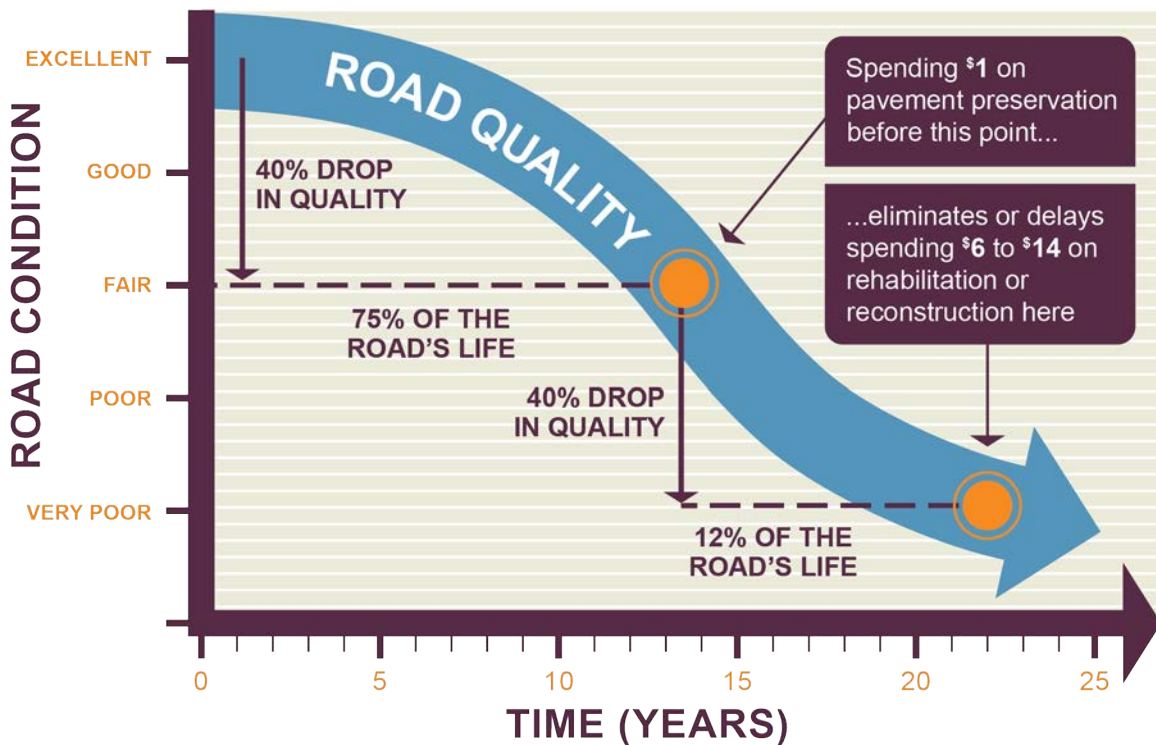 ROAD CONDITION
EXCELLENT
GOOD
FAIR
POOR
VERY POOR
ROAD QUALITY
40% DROP
IN QUALITY
75% OF THE
ROAD'S LIFE
40% DROP
IN QUALITY
12% OF THE
ROAD'S LIFE
Spending $1 on
pavement preservation
before this point...
...eliminates or delays
spending $6 to $14 on
rehabilitation or
reconstruction here
0
5
10
15
20
25
TIME (YEARS)